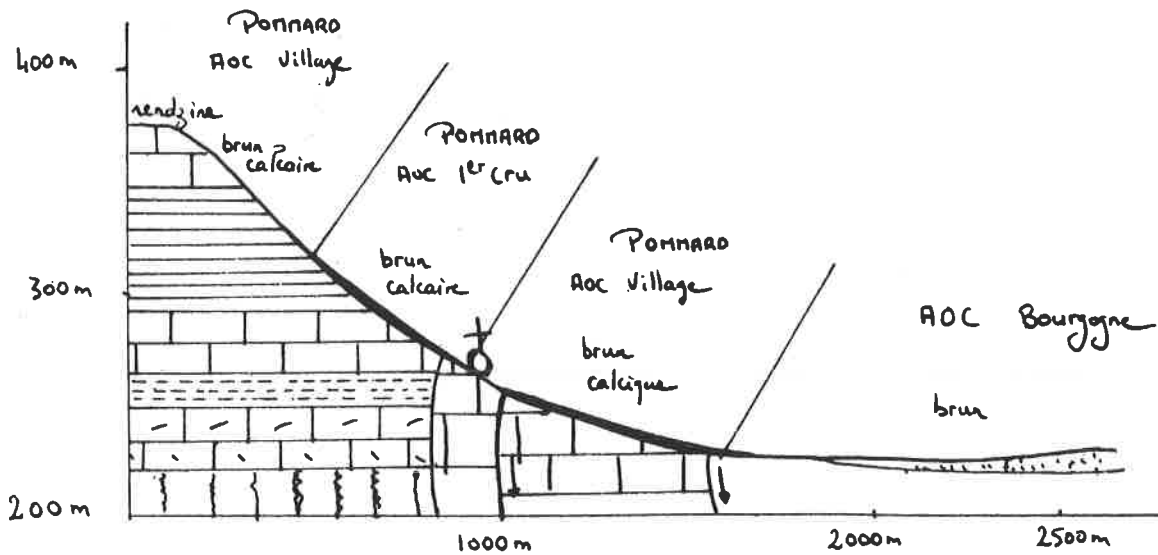 POMMARD
AOC Village
400m
rendzine
brun
calcaire
POMMARD
AOC 1er Cru
brun
calcaire
POMMARD
AOC Village
300m
AOC Bourgogne
brun
calcique
brun
200m
1000m
2000m
2500m